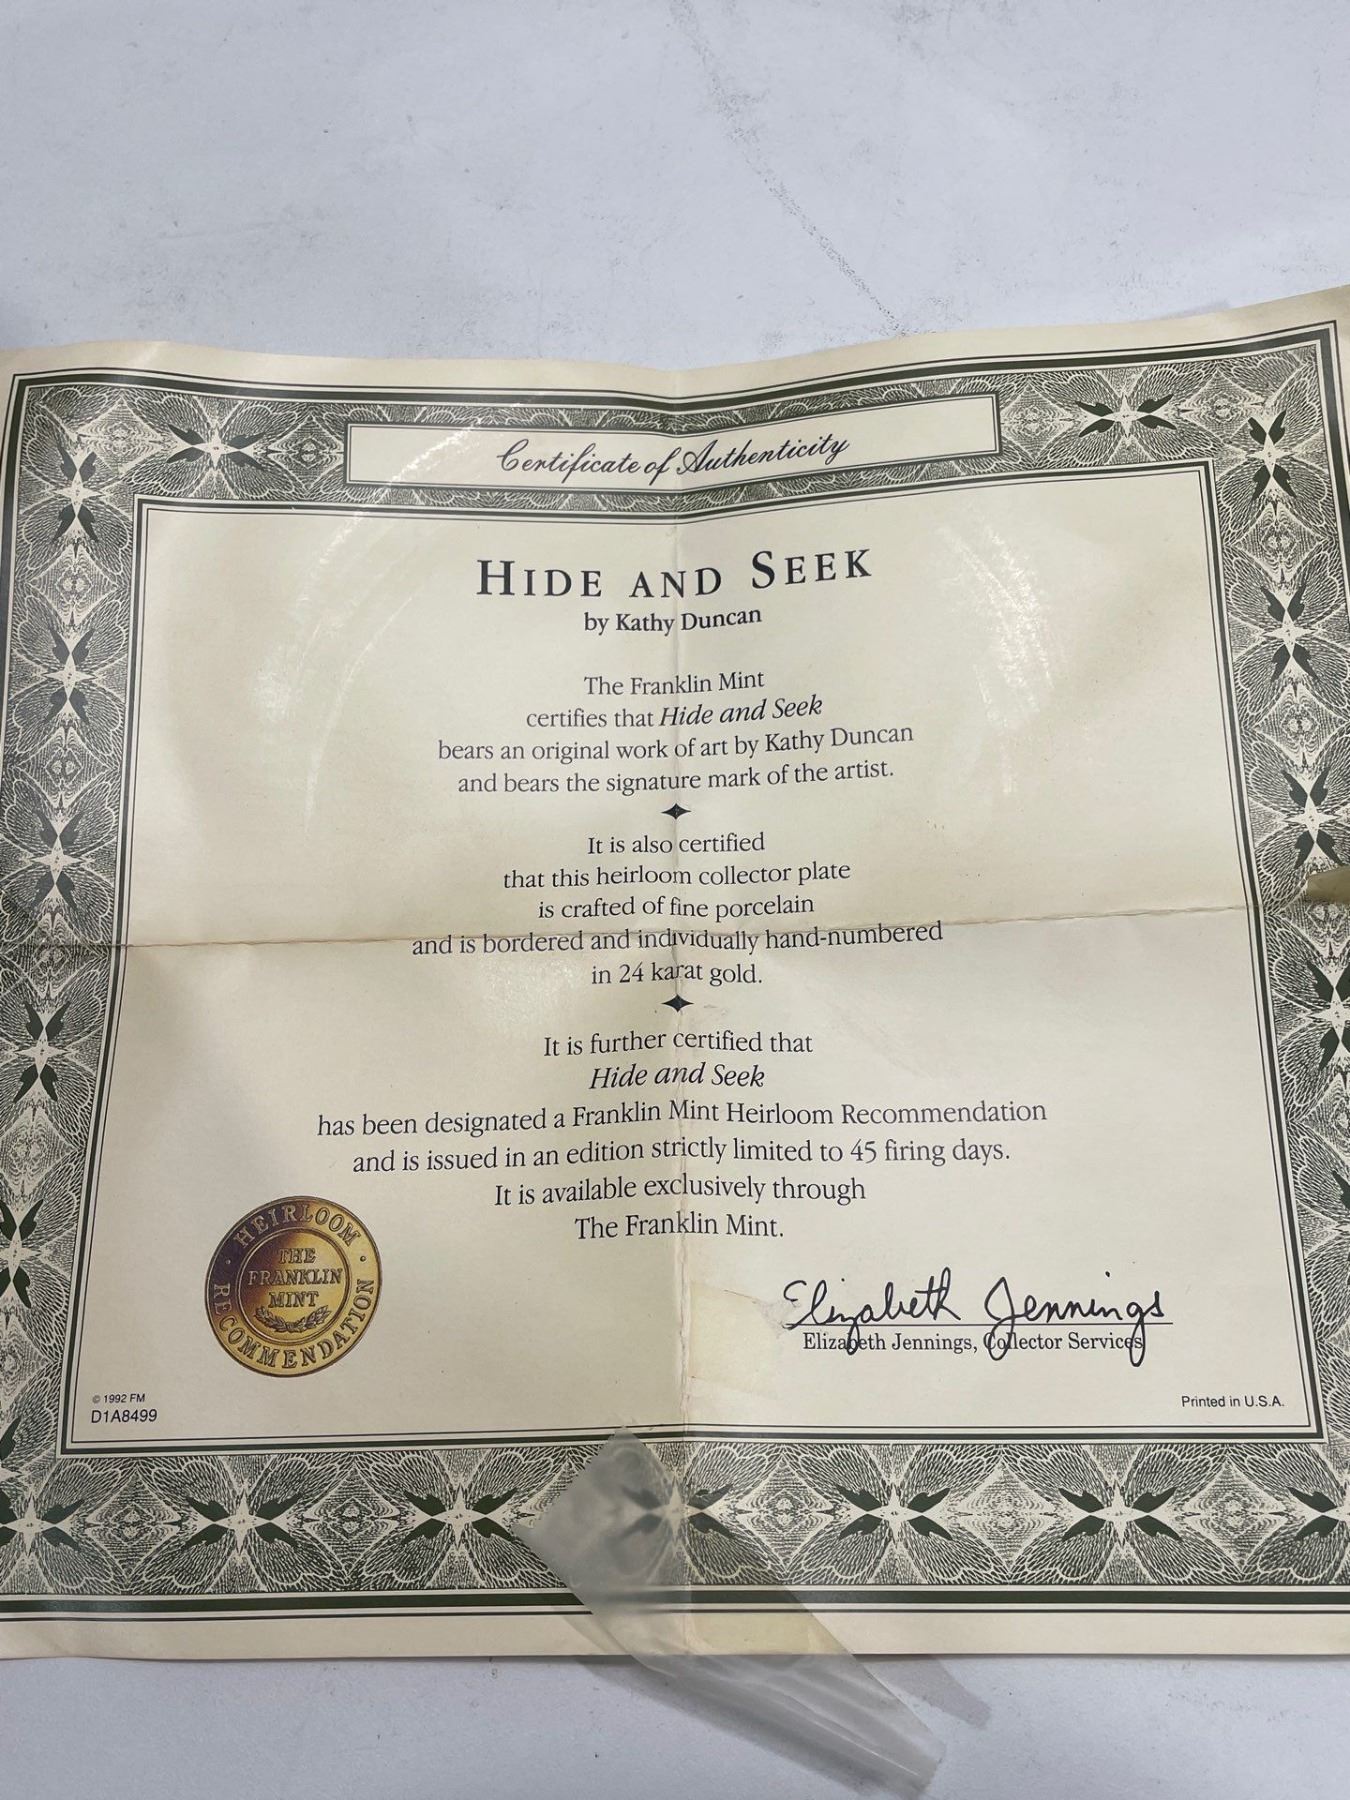 Certificate of Authenticity
HIDE AND SEEK
by Kathy Duncan
The Franklin Mint
certifies that Hide and Seek
bears an original work of art by Kathy Duncan
and bears the signature mark of the artist.
It is also certified
that this heirloom collector plate
is crafted of fine porcelain
and is bordered and individually hand-numbered
in 24 karat gold.
It is further certified that
Hide and Seek
has been designated a Franklin Mint Heirloom Recommendation
and is issued in an edition strictly limited to 45 firing days.
It is available exclusively through
The Franklin Mint.
HEIRLOOM
THE
FRANKLIN
MINT
RECOMMENDATION
Elizabeth Jennings
Elizabeth Jennings, Collector Services
© 1992 FM
D1A8499
Printed in U.S.A.